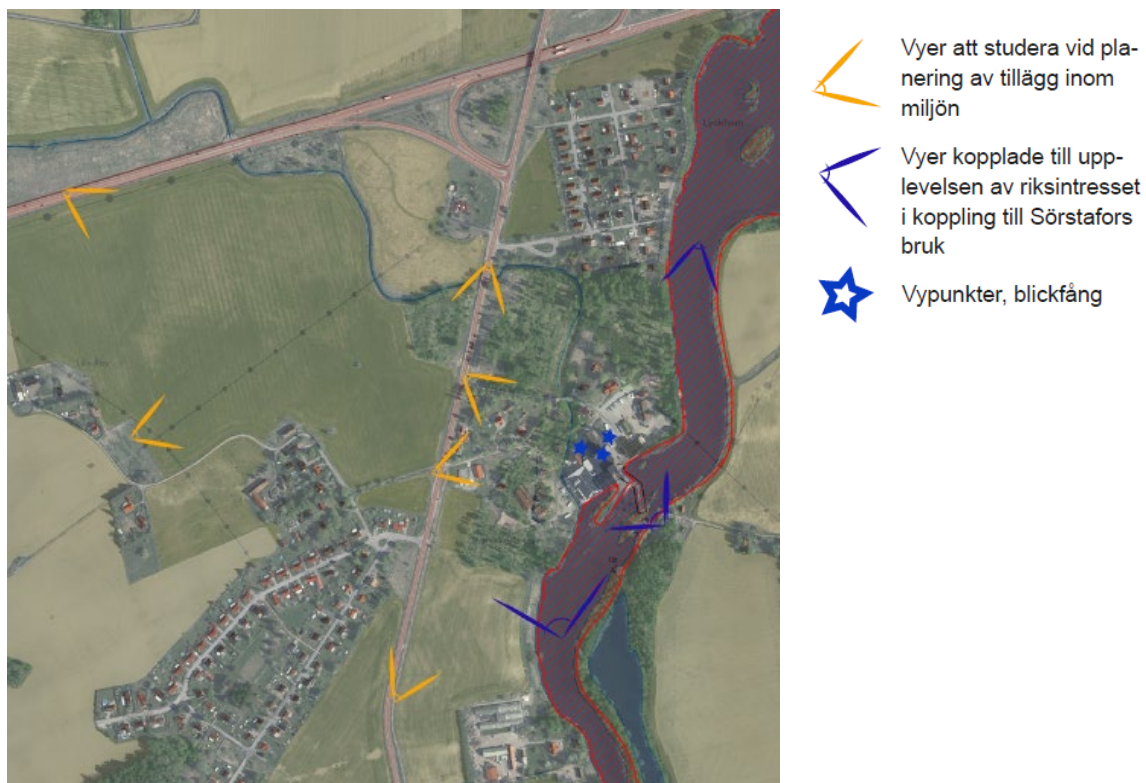 Vyer att studera vid pla-
nering av tillägg inom
miljön
Vyer kopplade till upp-
levelsen av riksintresset
i koppling till Sörstafors
bruk
Vypunkter, blickfång